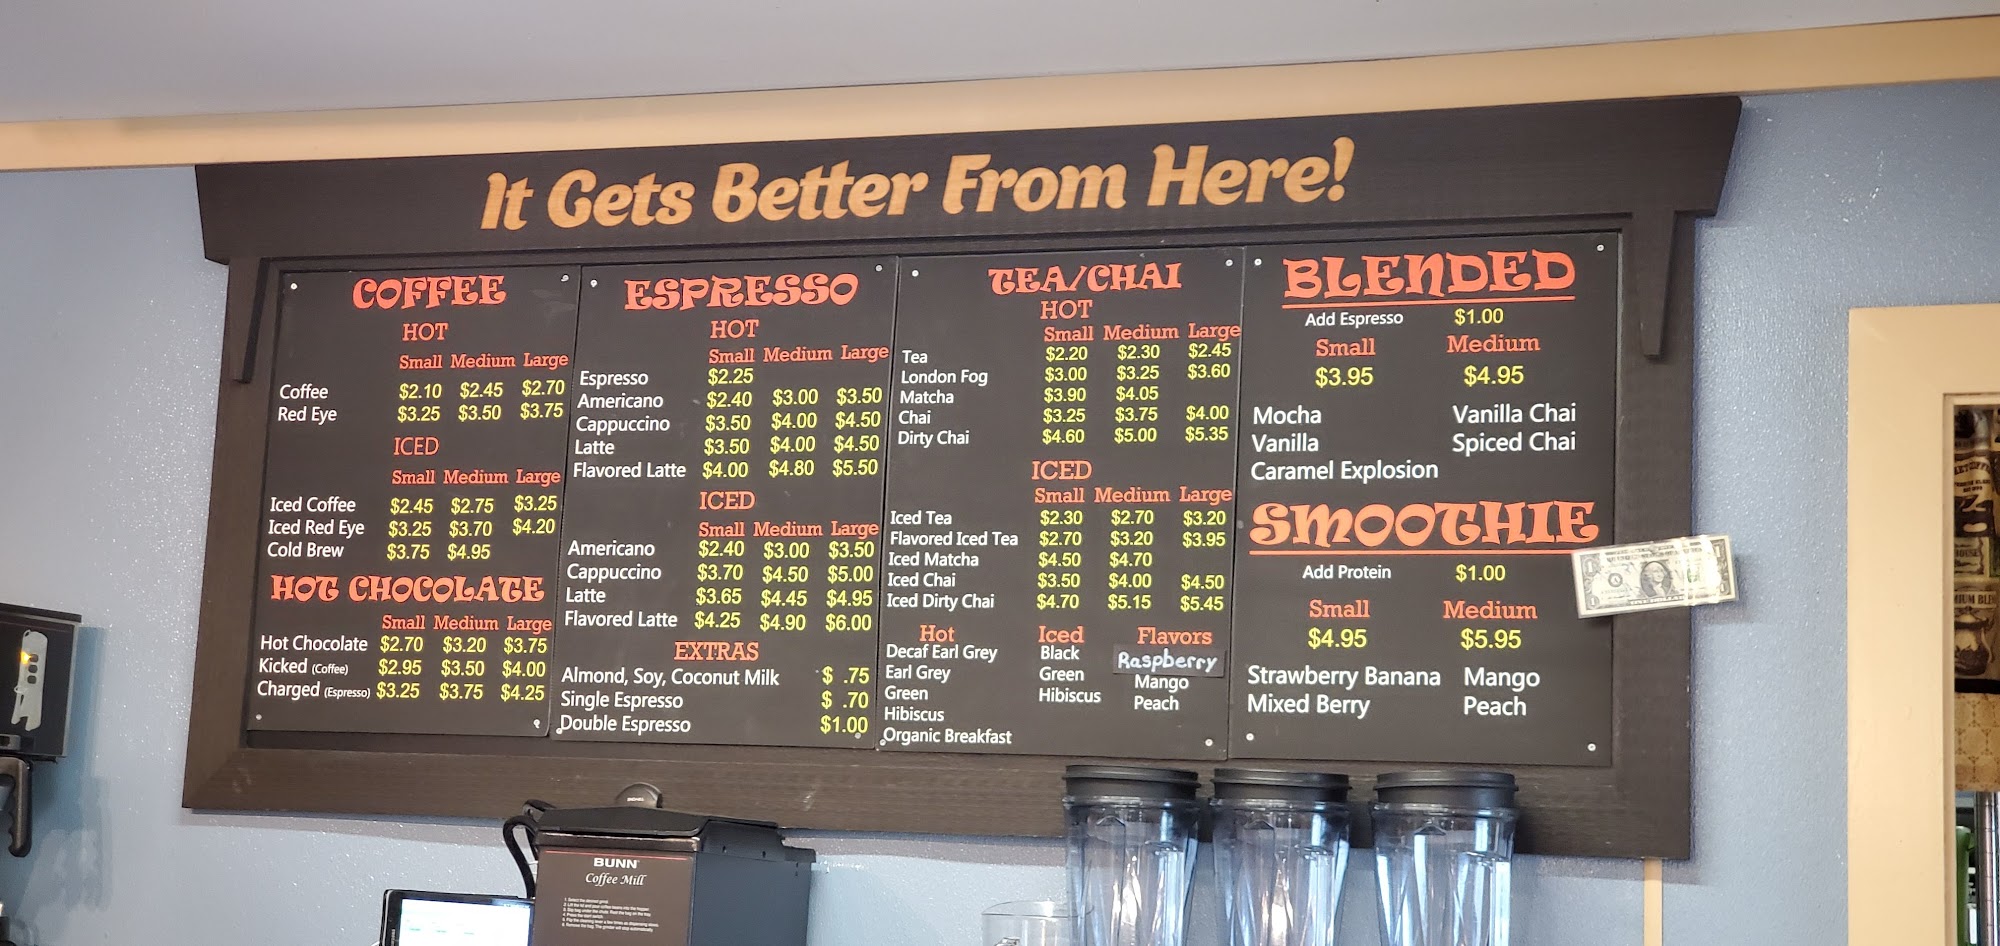 It Gets Better From Here!
COFFEE
HOT
Small Medium Large
Coffee $2.10 $2.45 $2.70
Red Eye $3.25 $3.50 $3.75
ICED
Small Medium Large
Iced Coffee $2.45 $2.75 $3.25
Iced Red Eye $3.25 $3.70 $4.20
Cold Brew $3.75 $4.95
HOT CHOCOLATE
Small Medium Large
Hot Chocolate $2.70 $3.20 $3.75
Kicked (Coffee) $2.95 $3.50 $4.00
Charged (Espresso) $3.25 $3.75 $4.25
ESPRESSO
HOT
Small Medium Large
Espresso $2.25
Americano $2.40 $3.00 $3.50
Cappuccino $3.50 $4.00 $4.50
Latte $3.50 $4.00 $4.50
Flavored Latte $4.00 $4.80 $5.50
ICED
Small Medium Large
Americano $2.40 $3.00 $3.50
Cappuccino $3.70 $4.50 $5.00
Latte $3.65 $4.45 $4.95
Flavored Latte $4.25 $4.90 $6.00
EXTRAS
Almond, Soy, Coconut Milk $ .75
Single Espresso $ .70
Double Espresso $1.00
TEA/CHAI
HOT
Small Medium Large
Tea $2.20 $2.30 $2.45
London Fog $3.00 $3.25 $3.60
Matcha $3.90 $4.05
Chai $3.25 $3.75 $4.00
Dirty Chai $4.60 $5.00 $5.35
ICED
Small Medium Large
Iced Tea $2.30 $2.70 $3.20
Flavored Iced Tea $2.70 $3.20 $3.95
Iced Matcha $4.50 $4.70
Iced Chai $3.50 $4.00 $4.50
Iced Dirty Chai $4.70 $5.15 $5.45
Hot Iced Flavors
Decaf Earl Grey Black Raspberry
Earl Grey Green Mango
Green Hibiscus Peach
Hibiscus
Organic Breakfast
BLENDED
Add Espresso $1.00
Small Medium
$3.95 $4.95
Mocha Vanilla Chai
Vanilla Spiced Chai
Caramel Explosion
SMOOTHIE
Add Protein $1.00
Small Medium
$4.95 $5.95
Strawberry Banana Mango
Mixed Berry Peach
BUNN
Coffee Mill